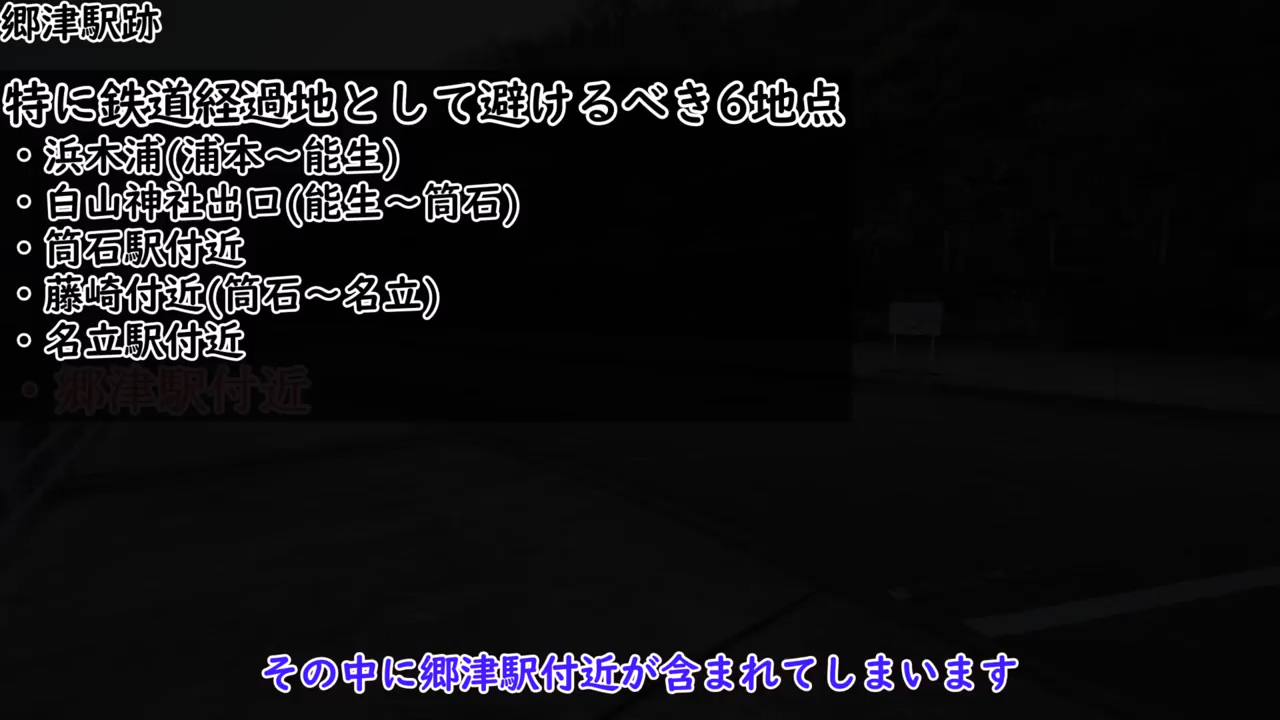 郷津駅跡
特に鉄道経過地として避けるべき6地点
・浜木浦(浦本～能生)
・白山神社出口(能生～筒石)
・筒石駅付近
・藤崎付近(筒石～名立)
・名立駅付近
・郷津駅付近
その中に郷津駅付近が含まれてしまいます